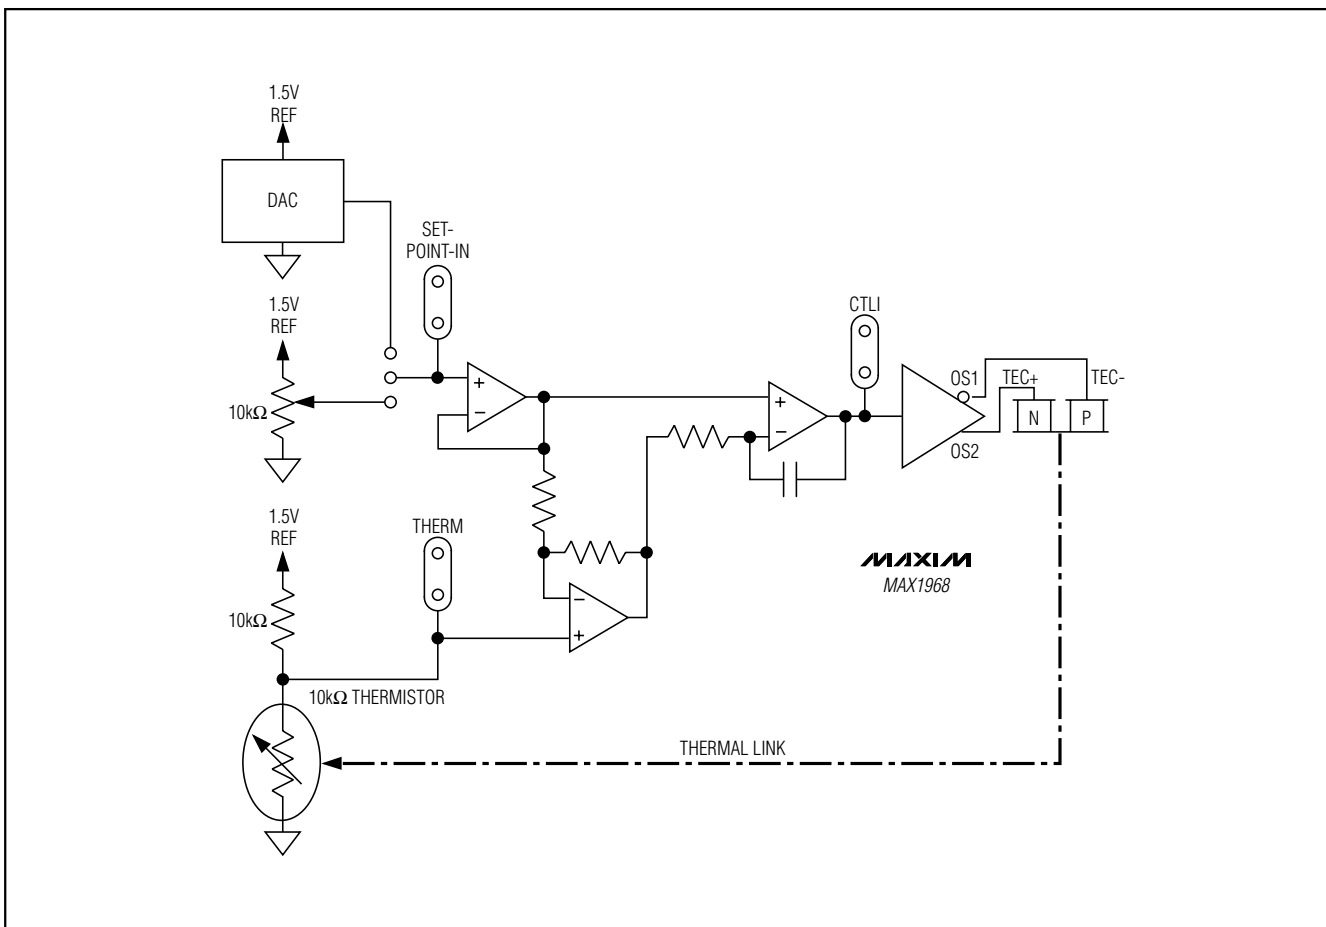 1.5V
REF
DAC
SET-
POINT-IN
1.5V
REF
10kΩ
+
−
CTLI
+
−
OS1
TEC+
TEC-
N
P
OS2
1.5V
REF
THERM
10kΩ
−
+
MAXIM
MAX1968
10kΩ THERMISTOR
THERMAL LINK